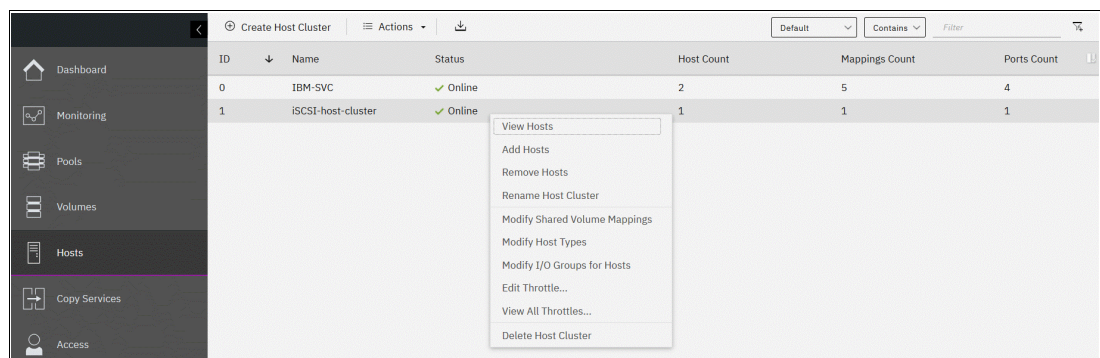 Create Host Cluster Actions Default Contains Filter
ID Name Status Host Count Mappings Count Ports Count
0 IBM-SVC Online 2 5 4
1 iSCSI-host-cluster Online 1 1 1
Dashboard
Monitoring
Pools
Volumes
Hosts
Copy Services
Access
View Hosts
Add Hosts
Remove Hosts
Rename Host Cluster
Modify Shared Volume Mappings
Modify Host Types
Modify I/O Groups for Hosts
Edit Throttle...
View All Throttles...
Delete Host Cluster